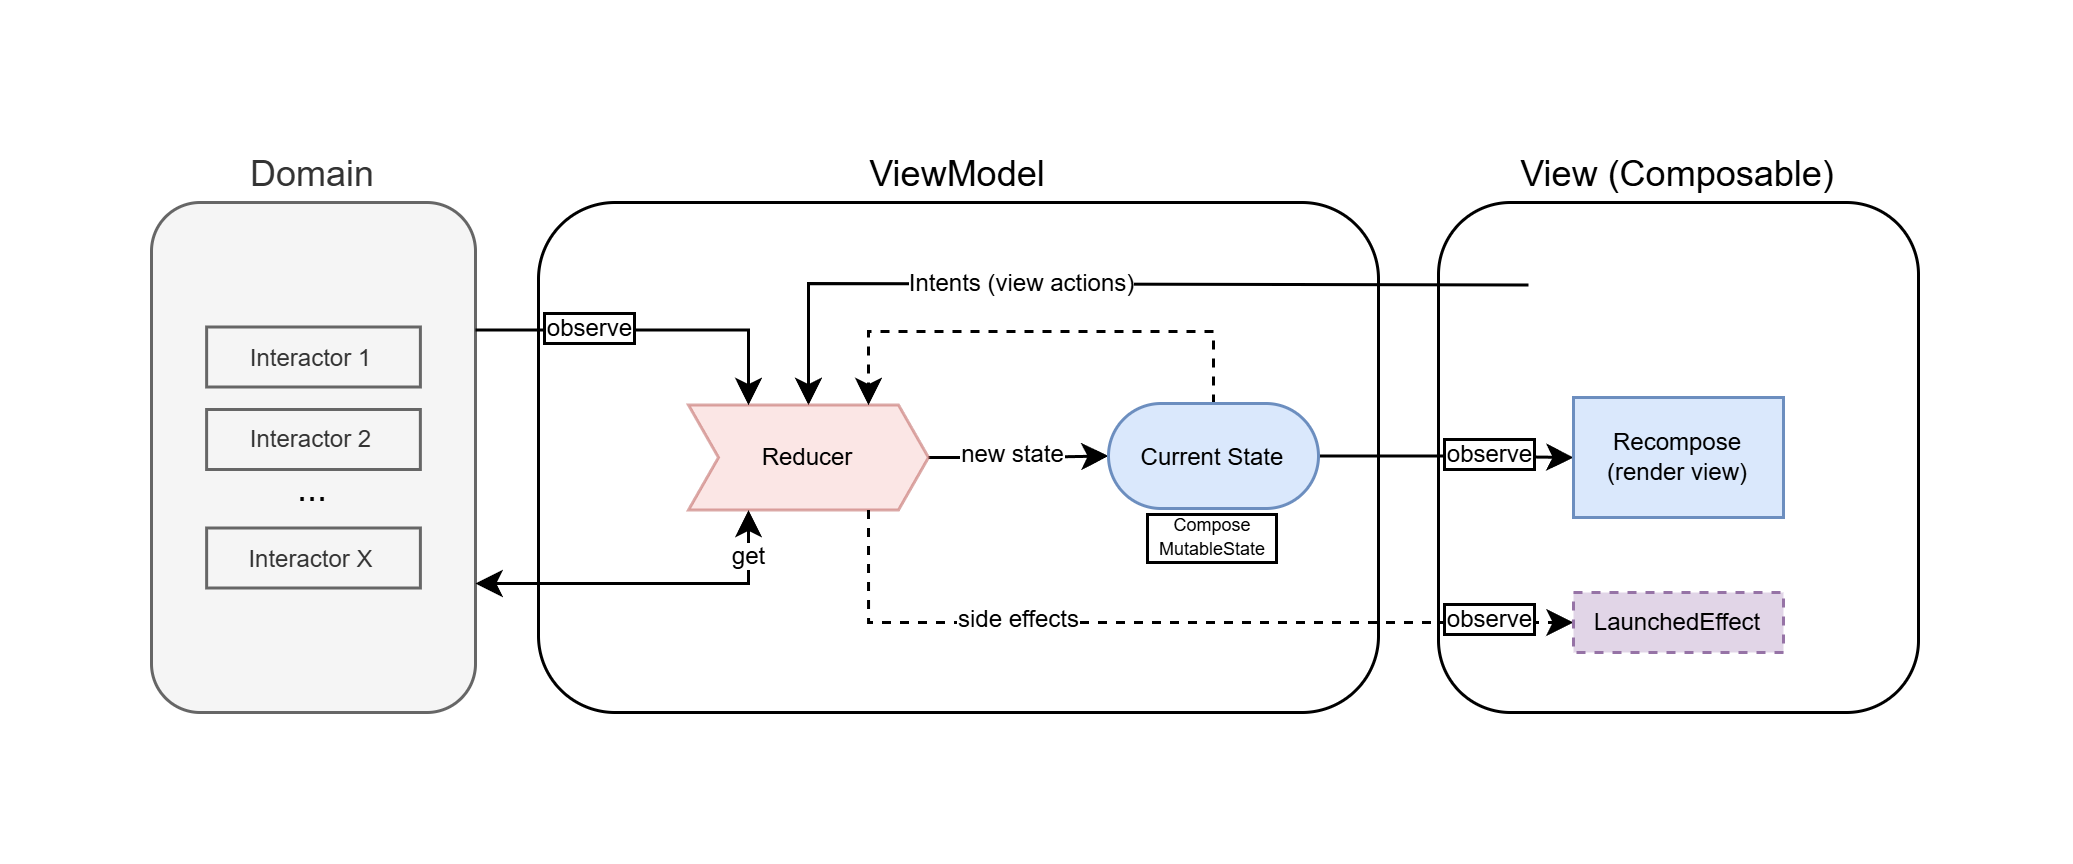 Domain
ViewModel
View (Composable)
Intents (view actions)
observe
Interactor 1
Interactor 2
...
Interactor X
Reducer
new state
Current State
Compose
MutableState
get
side effects
observe
Recompose
(render view)
observe
LaunchedEffect